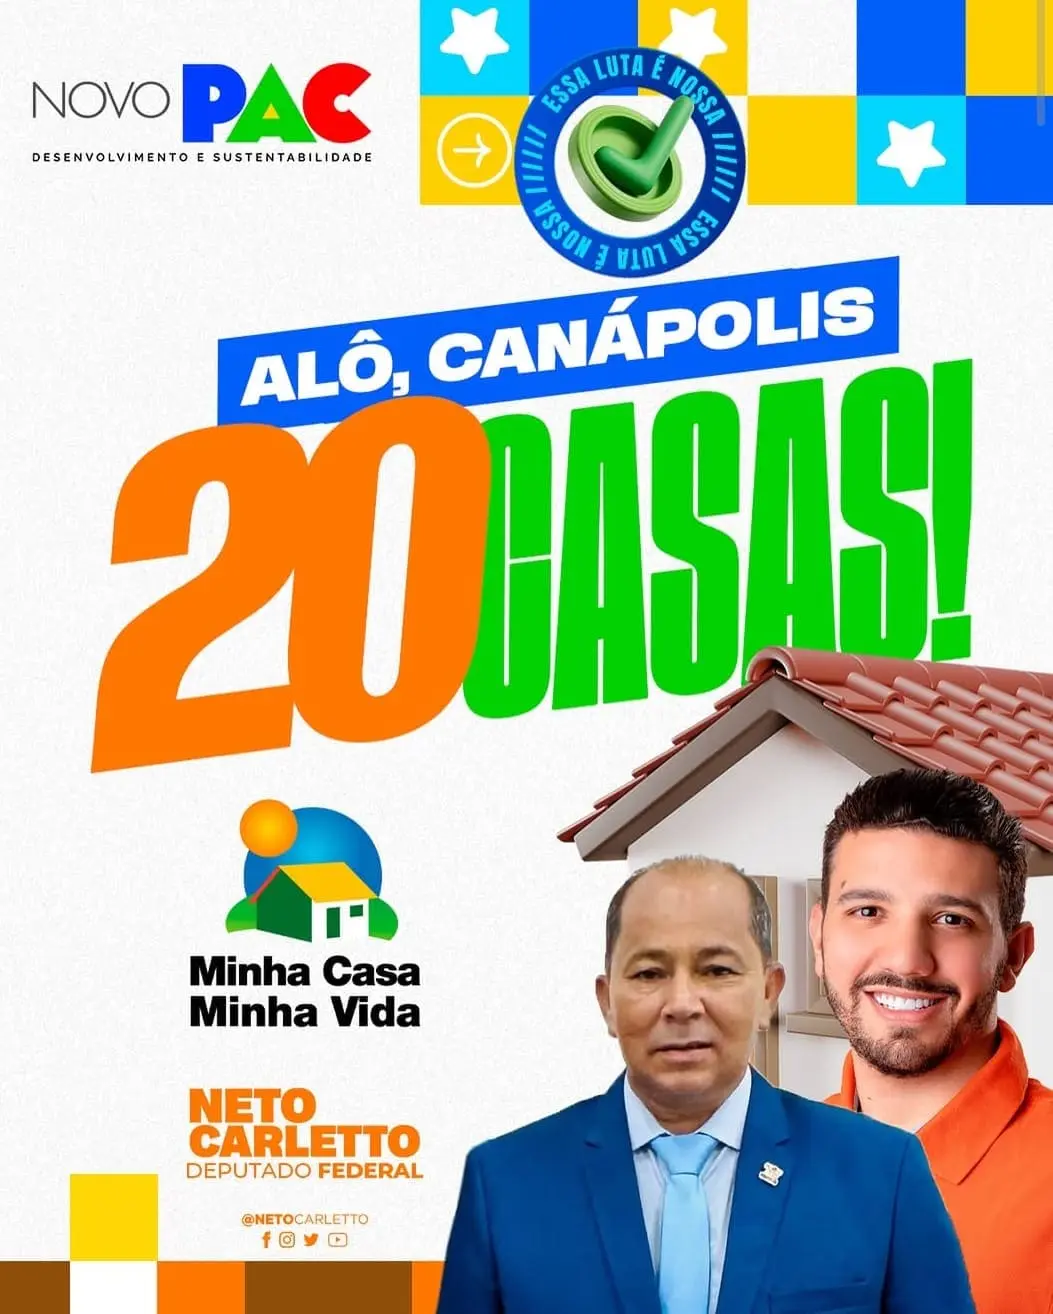 NOVO PAC
DESENVOLVIMENTO E SUSTENTABILIDADE
ESSA LUTA É NOSSA ////// ESSA LUTA É NOSSA //////
ALÔ, CANÁPOLIS
20 CASAS!
Minha Casa
Minha Vida
NETO
CARLETTO
DEPUTADO FEDERAL
@NETOCARLETTO